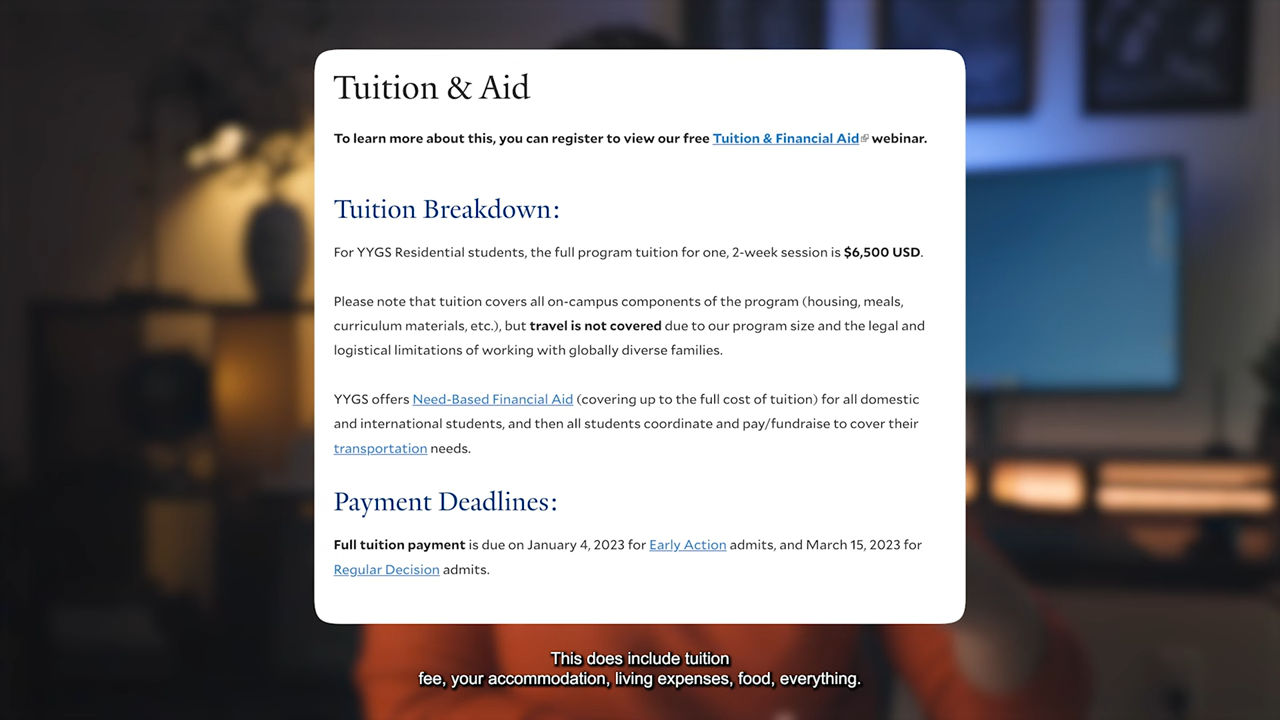 Tuition & Aid
To learn more about this, you can register to view our free Tuition & Financial Aid webinar.
Tuition Breakdown:
For YYGS Residential students, the full program tuition for one, 2-week session is $6,500 USD.
Please note that tuition covers all on-campus components of the program (housing, meals,
curriculum materials, etc.), but travel is not covered due to our program size and the legal and
logistical limitations of working with globally diverse families.
YYGS offers Need-Based Financial Aid (covering up to the full cost of tuition) for all domestic
and international students, and then all students coordinate and pay/fundraise to cover their
transportation needs.
Payment Deadlines:
Full tuition payment is due on January 4, 2023 for Early Action admits, and March 15, 2023 for
Regular Decision admits.
This does include tuition
fee, your accommodation, living expenses, food, everything.